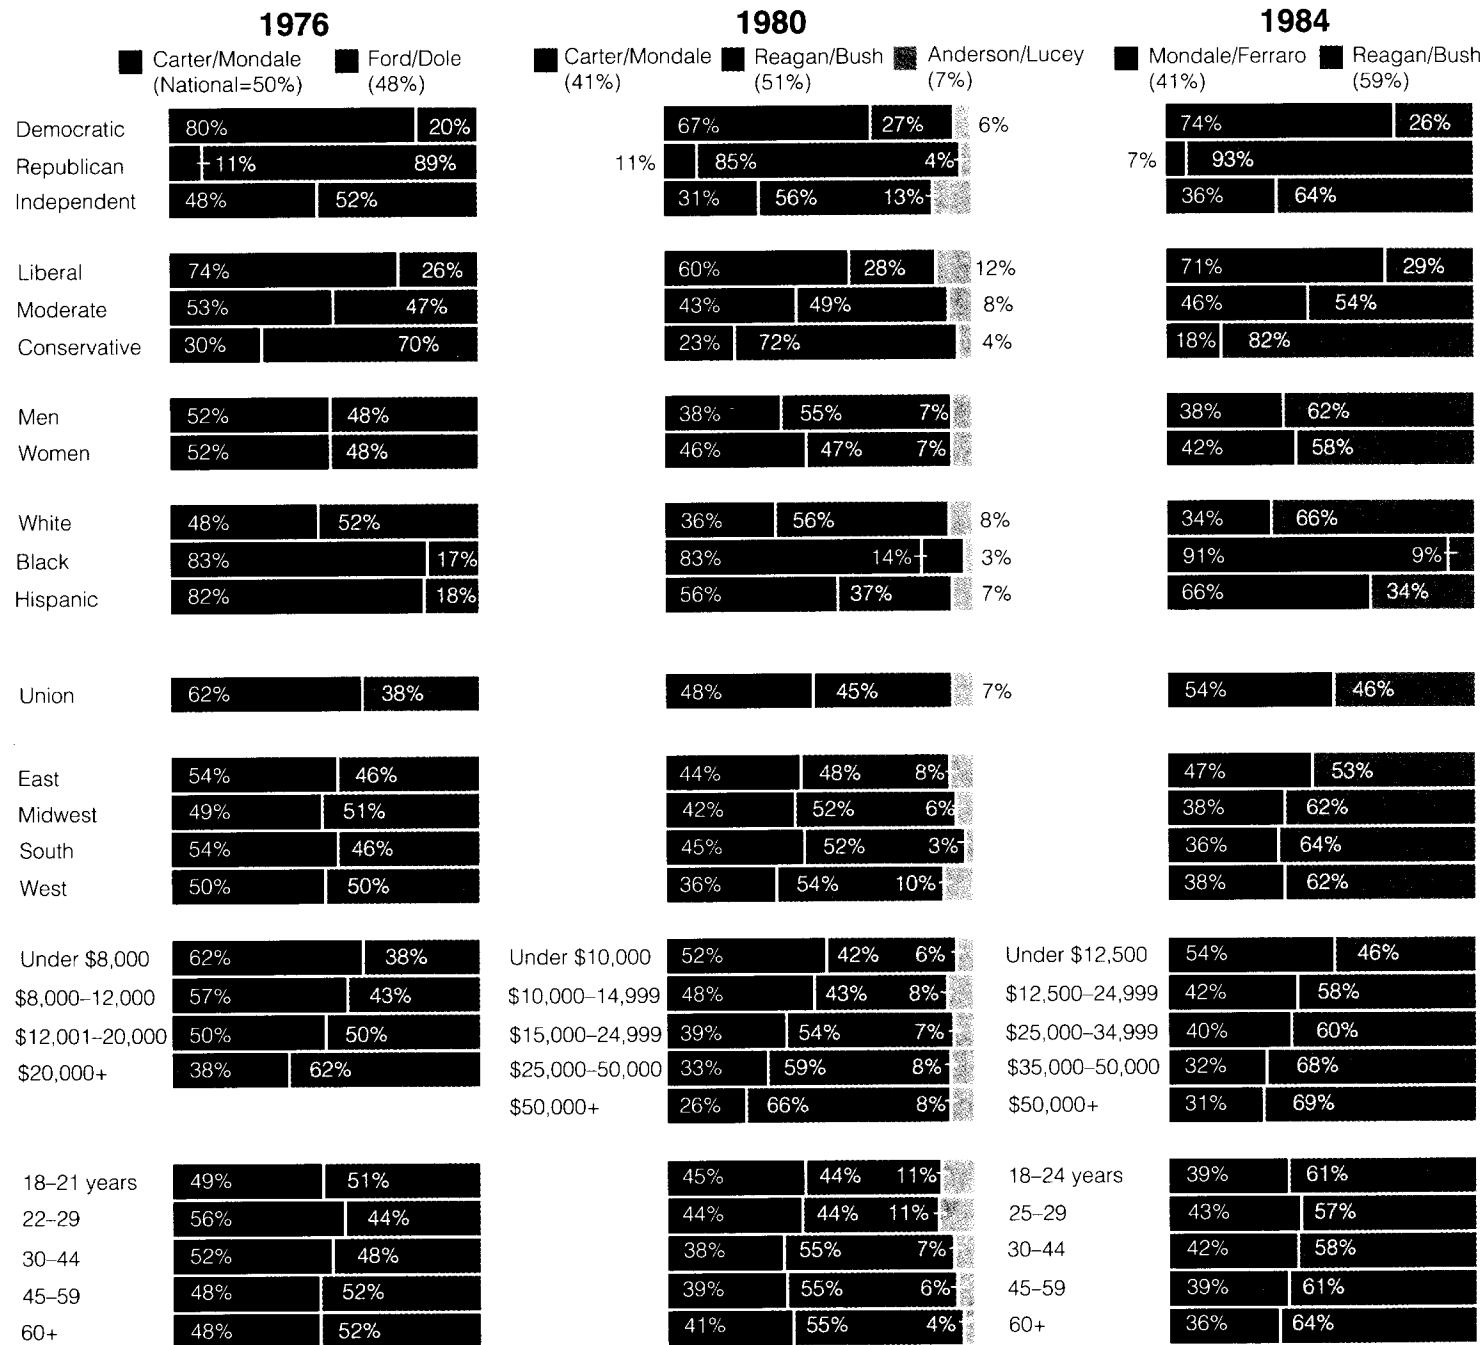 1976 1980 1984
Carter/Mondale Ford/Dole Carter/Mondale Reagan/Bush Anderson/Lucey Mondale/Ferraro Reagan/Bush
(National=50%) (48%) (41%) (51%) (7%) (41%) (59%)
Democratic 80% 20% 67% 27% 6% 74% 26%
Republican 11% 89% 11% 85% 4% 7% 93%
Independent 48% 52% 31% 56% 13% 36% 64%
Liberal 74% 26% 60% 28% 12% 71% 29%
Moderate 53% 47% 43% 49% 8% 46% 54%
Conservative 30% 70% 23% 72% 4% 18% 82%
Men 52% 48% 38% 55% 7% 38% 62%
Women 52% 48% 46% 47% 7% 42% 58%
White 48% 52% 36% 56% 8% 34% 66%
Black 83% 17% 83% 14% 3% 91% 9%
Hispanic 82% 18% 56% 37% 7% 66% 34%
Union 62% 38% 48% 45% 7% 54% 46%
East 54% 46% 44% 48% 8% 47% 53%
Midwest 49% 51% 42% 52% 6% 38% 62%
South 54% 46% 45% 52% 3% 36% 64%
West 50% 50% 36% 54% 10% 38% 62%
Under $8,000 62% 38% Under $10,000 52% 42% 6% Under $12,500 54% 46%
$8,000–12,000 57% 43% $10,000–14,999 48% 43% 8% $12,500–24,999 42% 58%
$12,001–20,000 50% 50% $15,000–24,999 39% 54% 7% $25,000–34,999 40% 60%
$20,000+ 38% 62% $25,000–50,000 33% 59% 8% $35,000–50,000 32% 68%
$50,000+ 26% 66% 8% $50,000+ 31% 69%
18–21 years 49% 51% 45% 44% 11% 18–24 years 39% 61%
22–29 56% 44% 44% 44% 11% 25–29 43% 57%
30–44 52% 48% 38% 55% 7% 30–44 42% 58%
45–59 48% 52% 39% 55% 6% 45–59 39% 61%
60+ 48% 52% 41% 55% 4% 60+ 36% 64%